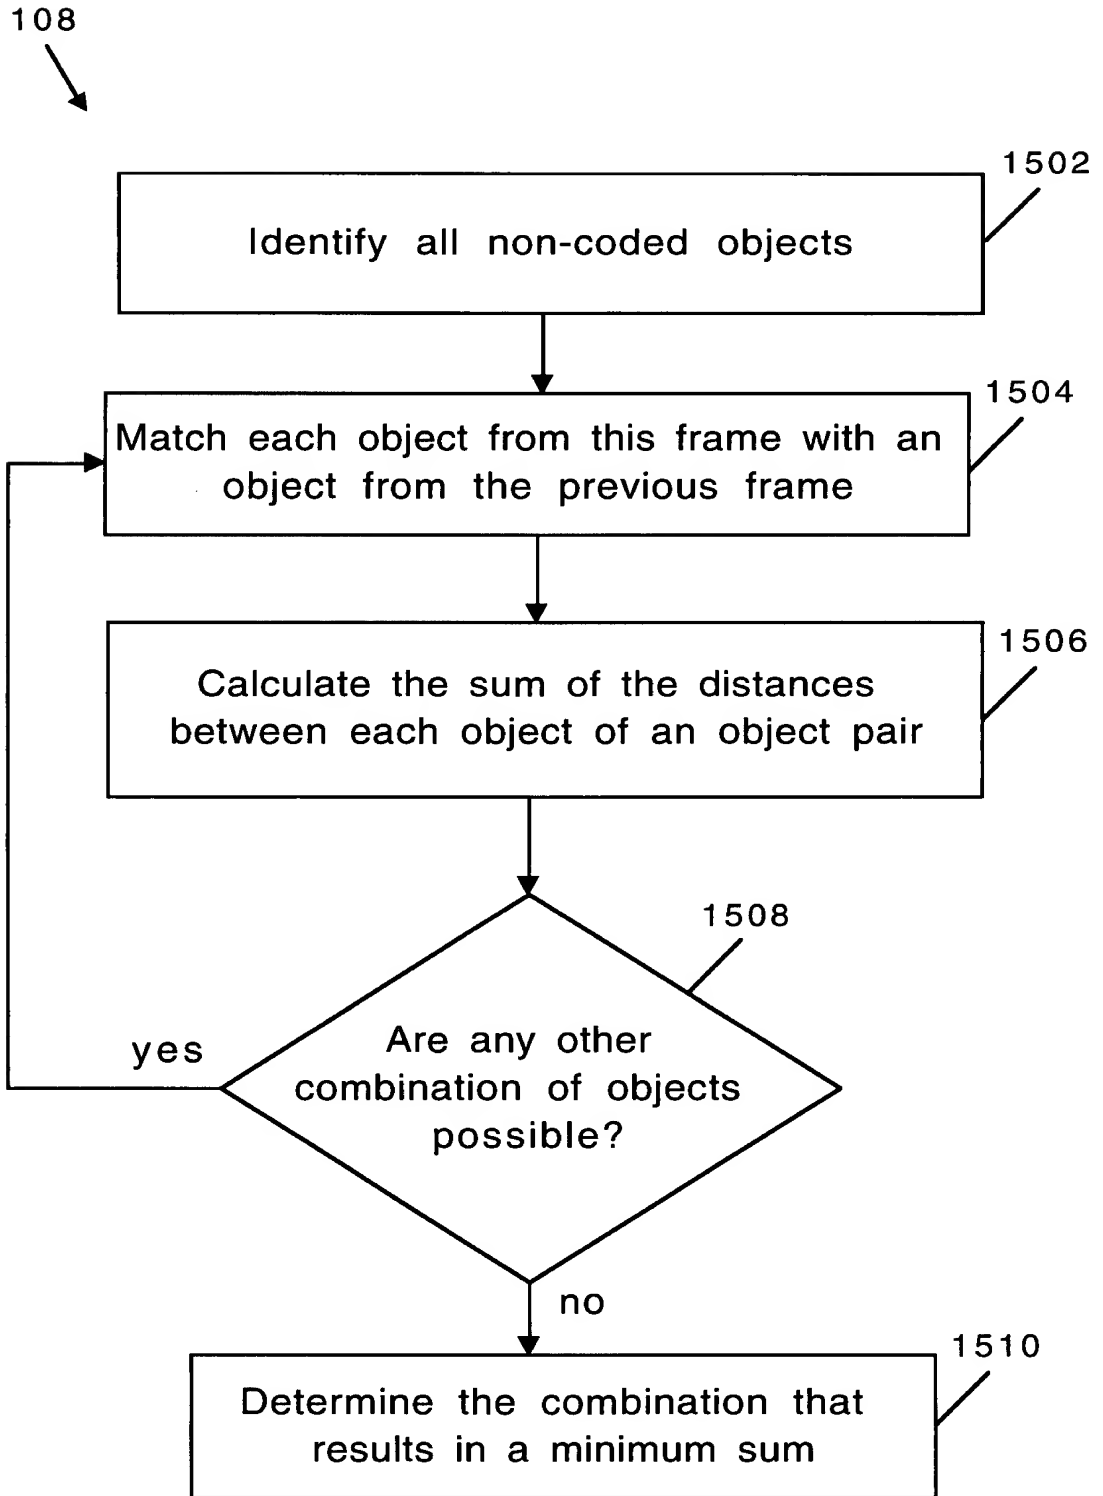 108
1502
Identify all non-coded objects
1504
Match each object from this frame with an
object from the previous frame
1506
Calculate the sum of the distances
between each object of an object pair
1508
Are any other
combination of objects
possible?
yes
no
1510
Determine the combination that
results in a minimum sum